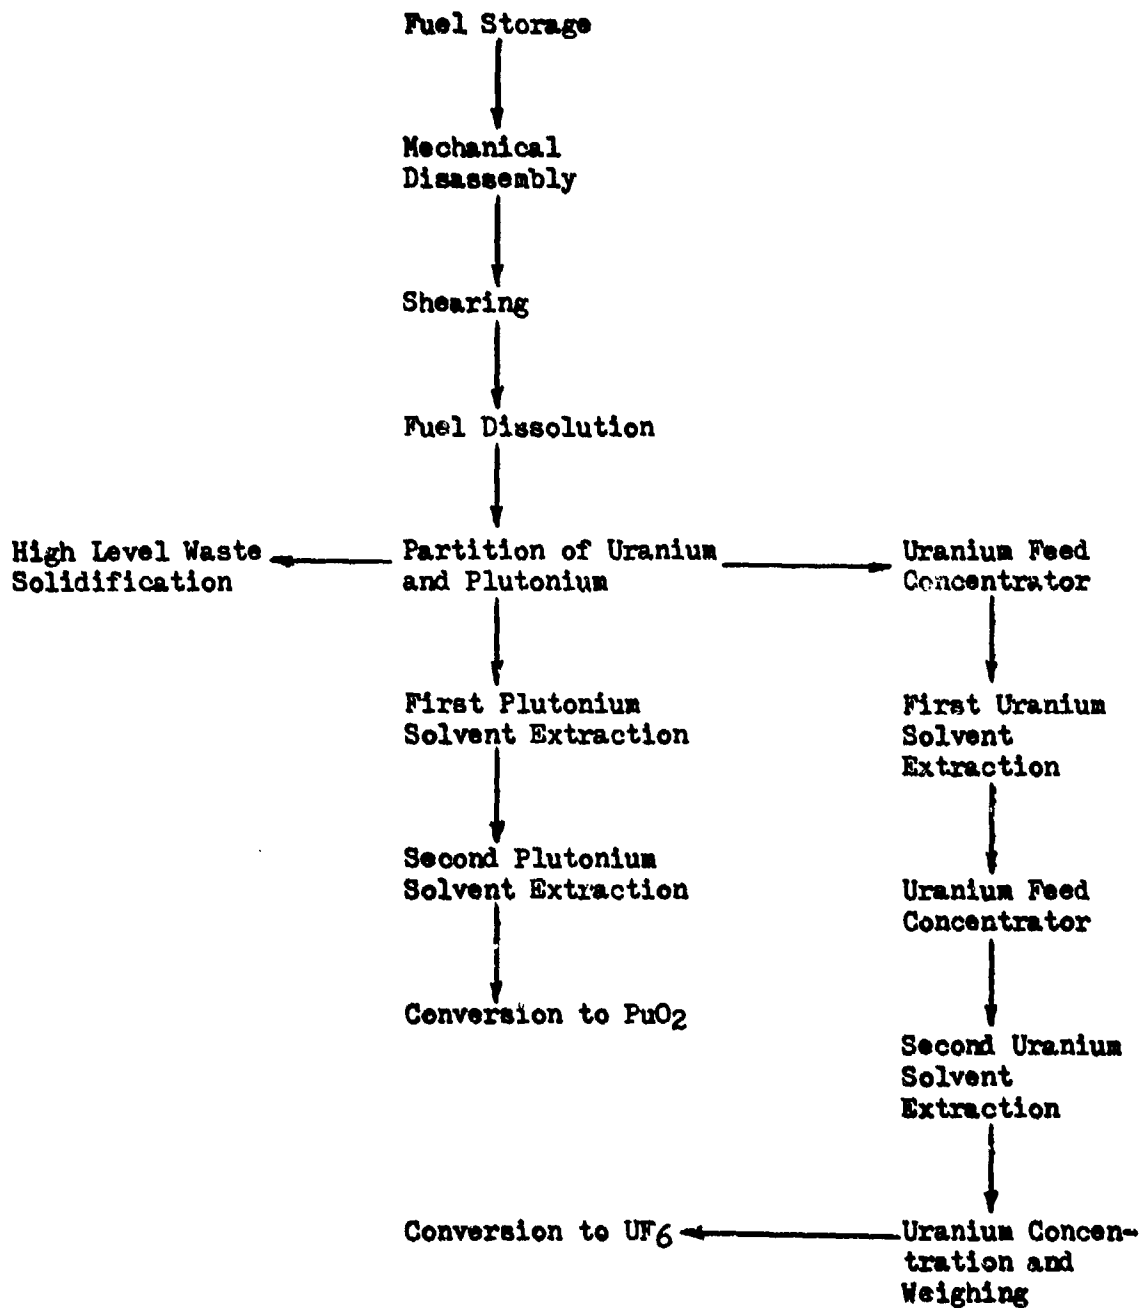 Fuel Storage
Mechanical
Disassembly
Shearing
Fuel Dissolution
High Level Waste
Solidification
Partition of Uranium
and Plutonium
Uranium Feed
Concentrator
First Plutonium
Solvent Extraction
First Uranium
Solvent
Extraction
Second Plutonium
Solvent Extraction
Uranium Feed
Concentrator
Conversion to PuO2
Second Uranium
Solvent
Extraction
Conversion to UF6
Uranium Concen-
tration and
Weighing